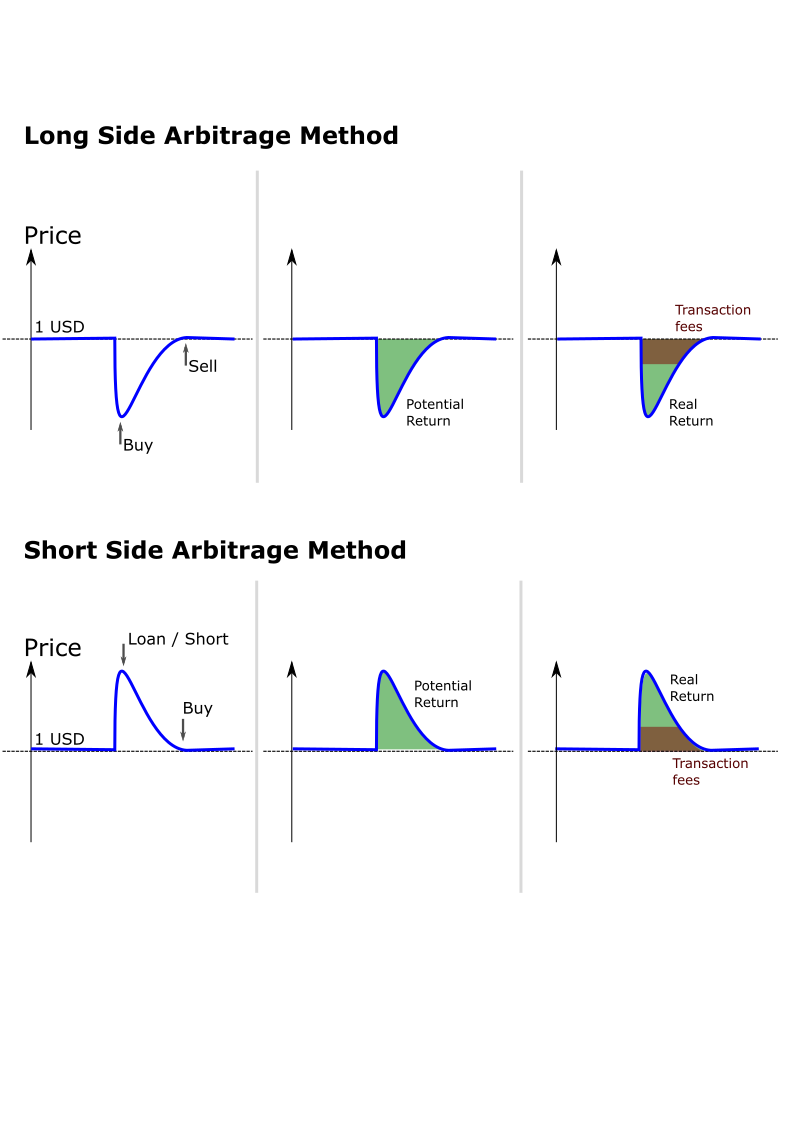 Long Side Arbitrage Method
Price
1 USD
Sell
Buy
Potential
Return
Transaction
fees
Real
Return
Short Side Arbitrage Method
Price
Loan / Short
Buy
1 USD
Potential
Return
Real
Return
Transaction
fees